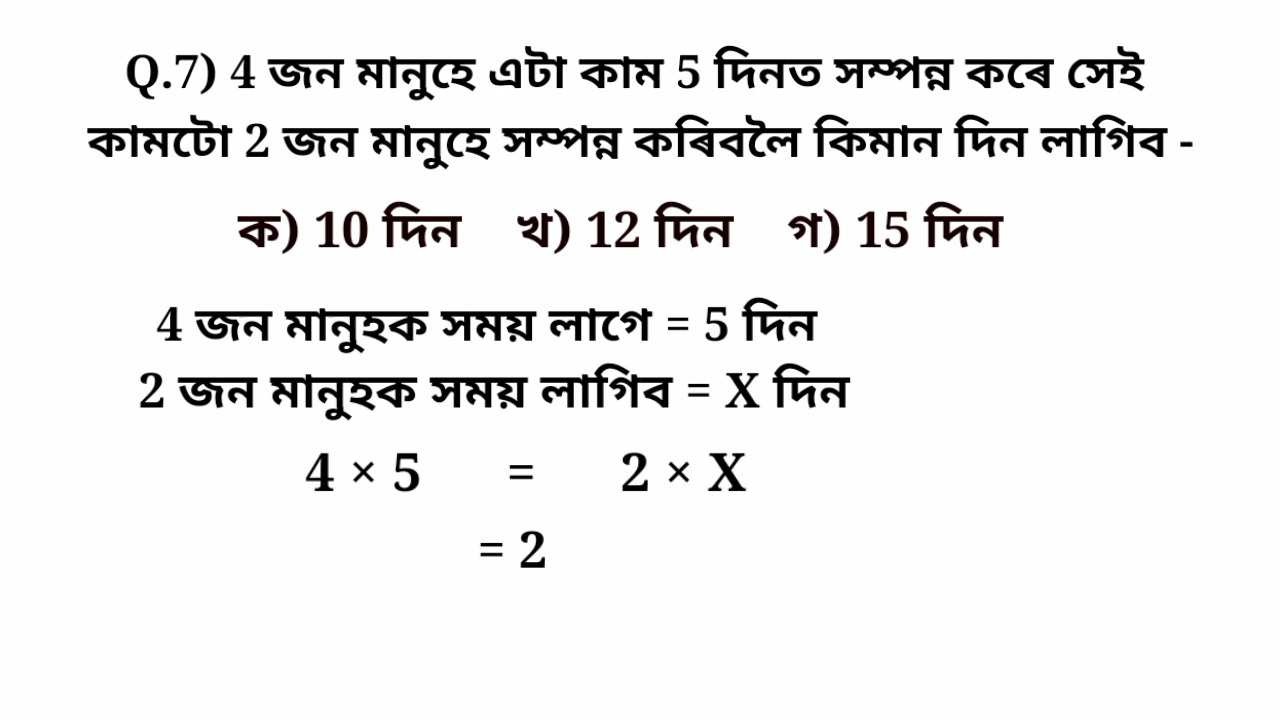 Q.7) 4 জন মানুহে এটা কাম 5 দিনত সম্পন্ন কৰে সেই
কামটো 2 জন মানুহে সম্পন্ন কৰিবলৈ কিমান দিন লাগিব -
ক) 10 দিন খ) 12 দিন গ) 15 দিন
4 জন মানুহক সময় লাগে = 5 দিন
2 জন মানুহক সময় লাগিব = X দিন
4 × 5 = 2 × X
= 2